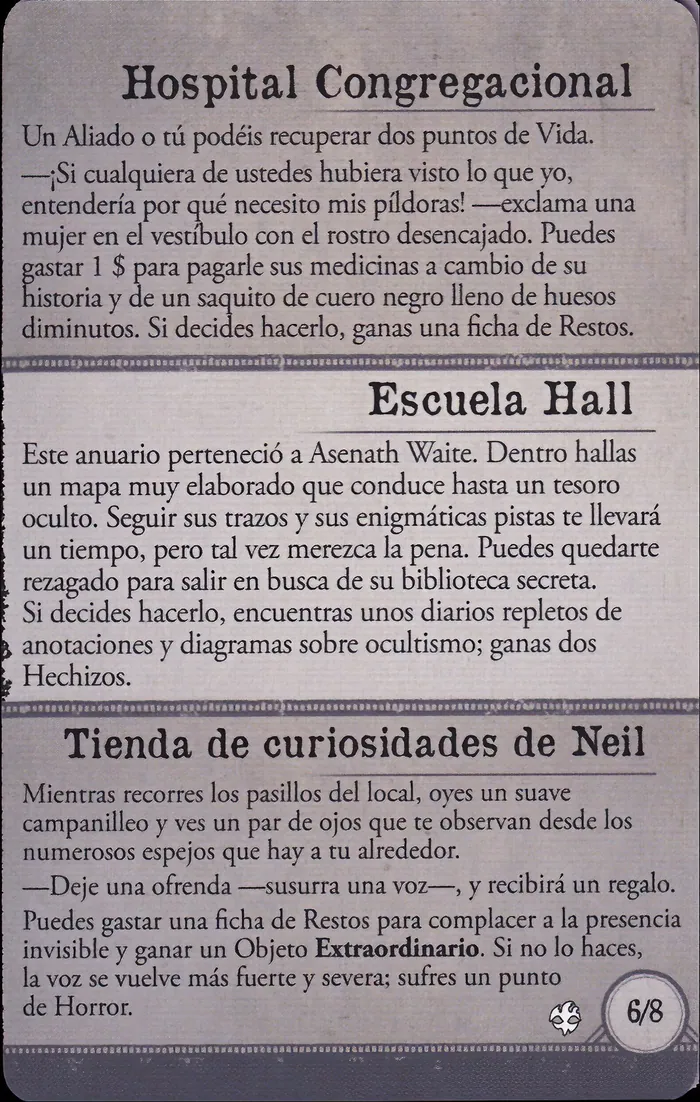 Hospital Congregacional
Un Aliado o tú podéis recuperar dos puntos de Vida.
—¡Si cualquiera de ustedes hubiera visto lo que yo,
entendería por qué necesito mis píldoras! —exclama una
mujer en el vestíbulo con el rostro desencajado. Puedes
gastar 1 $ para pagarle sus medicinas a cambio de su
historia y de un saquito de cuero negro lleno de huesos
diminutos. Si decides hacerlo, ganas una ficha de Restos.
Escuela Hall
Este anuario perteneció a Asenath Waite. Dentro hallas
un mapa muy elaborado que conduce hasta un tesoro
oculto. Seguir sus trazos y sus enigmáticas pistas te llevará
un tiempo, pero tal vez merezca la pena. Puedes quedarte
rezagado para salir en busca de su biblioteca secreta.
Si decides hacerlo, encuentras unos diarios repletos de
anotaciones y diagramas sobre ocultismo; ganas dos
Hechizos.
Tienda de curiosidades de Neil
Mientras recorres los pasillos del local, oyes un suave
campanilleo y ves un par de ojos que te observan desde los
numerosos espejos que hay a tu alrededor.
—Deje una ofrenda —susurra una voz—, y recibirá un regalo.
Puedes gastar una ficha de Restos para complacer a la presencia
invisible y ganar un Objeto Extraordinario. Si no lo haces,
la voz se vuelve más fuerte y severa; sufres un punto
de Horror.
6/8